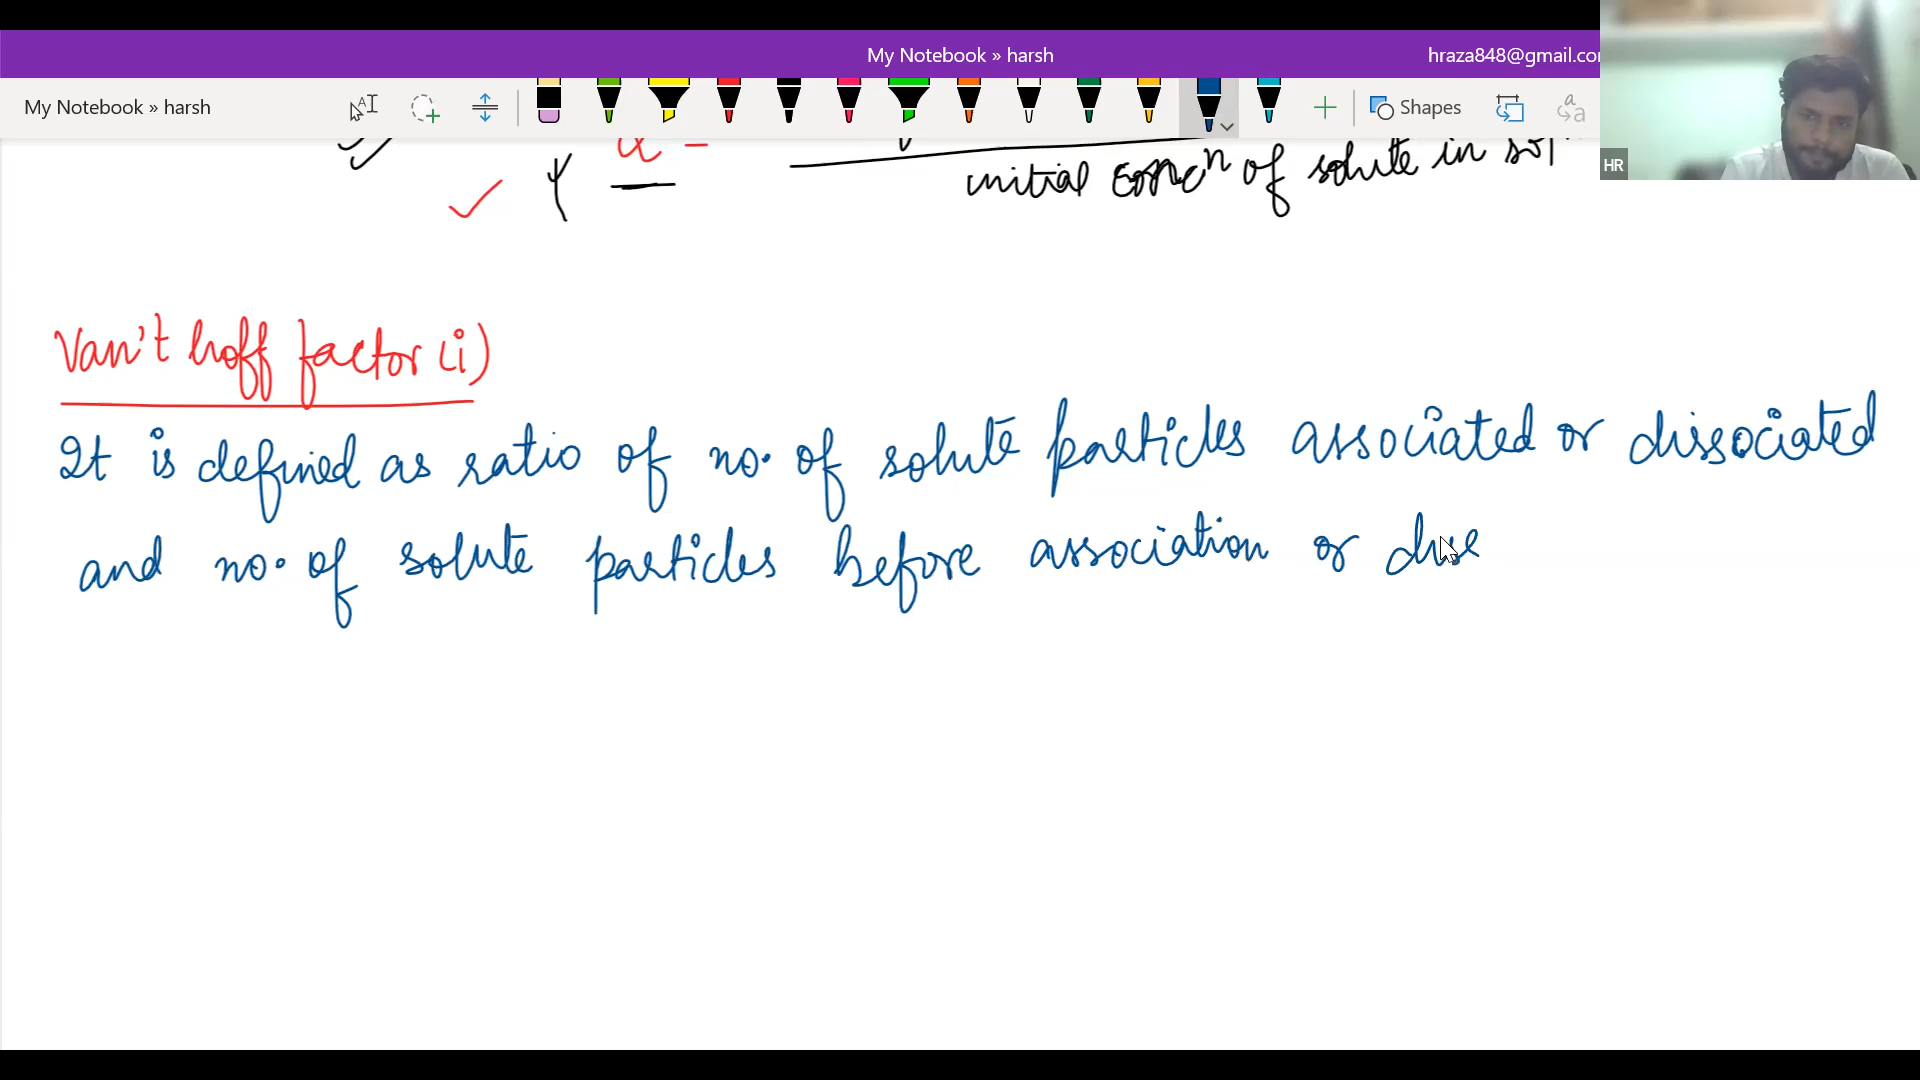 My Notebook » harsh
hraza848@gmail.co
My Notebook » harsh
Shapes
HR
α =
initial concⁿ of solute in
Van't hoff factor (i)
It is defined as ratio of no. of solute particles associated or dissociated
and no. of solute particles before association or disc